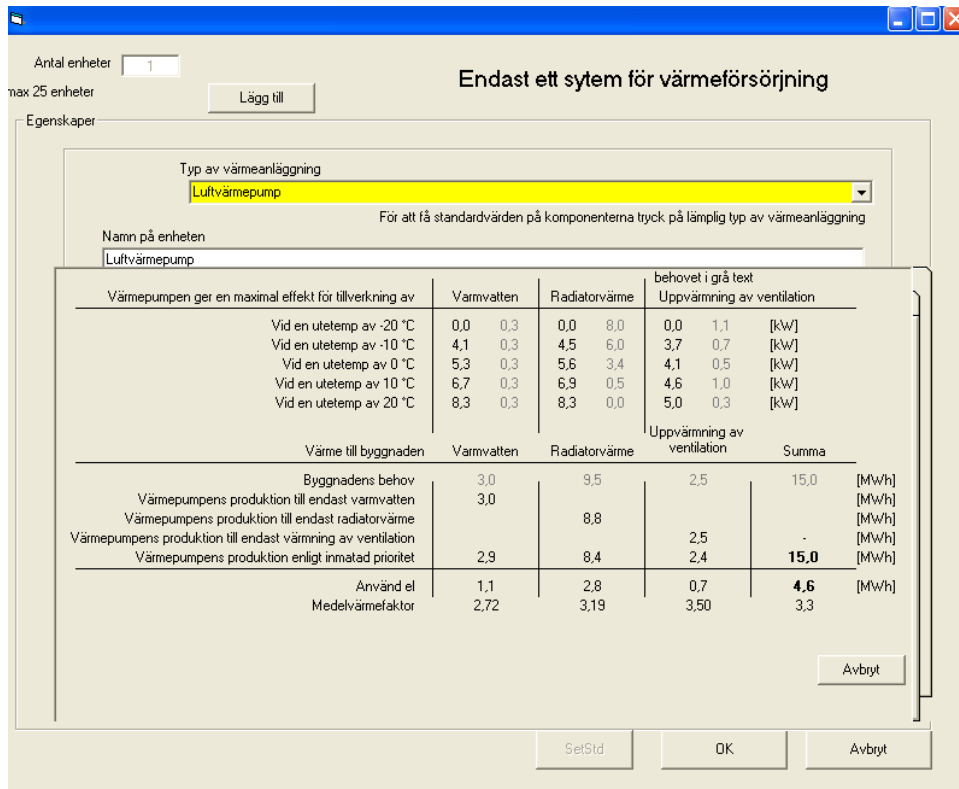 Antal enheter 1
max 25 enheter
Lägg till
Endast ett sytem för värmeförsörjning
Egenskaper
Typ av värmeanläggning
Luftvärmepump
För att få standardvärden på komponenterna tryck på lämplig typ av värmeanläggning
Namn på enheten
Luftvärmepump
behovet i grå text
Värmepumpen ger en maximal effekt för tillverkning av Varmvatten Radiatorvärme Uppvärmning av ventilation
Vid en utetemp av -20 °C 0,0 0,3 0,0 8,0 0,0 1,1 [kW]
Vid en utetemp av -10 °C 4,1 0,3 4,5 6,0 3,7 0,7 [kW]
Vid en utetemp av 0 °C 5,3 0,3 5,6 3,4 4,1 0,5 [kW]
Vid en utetemp av 10 °C 6,7 0,3 6,9 0,5 4,6 1,0 [kW]
Vid en utetemp av 20 °C 8,3 0,3 8,3 0,0 5,0 0,3 [kW]
Uppvärmning av
Värme till byggnaden Varmvatten Radiatorvärme ventilation Summa
Byggnadens behov 3,0 9,5 2,5 15,0 [MWh]
Värmepumpens produktion till endast varmvatten 3,0 [MWh]
Värmepumpens produktion till endast radiatorvärme 8,8 [MWh]
Värmepumpens produktion till endast värmning av ventilation 2,5 - [MWh]
Värmepumpens produktion enligt inmatad prioritet 2,9 8,4 2,4 15,0 [MWh]
Använd el 1,1 2,8 0,7 4,6 [MWh]
Medelvärmefaktor 2,72 3,19 3,50 3,3
Avbryt
SetStd OK Avbryt